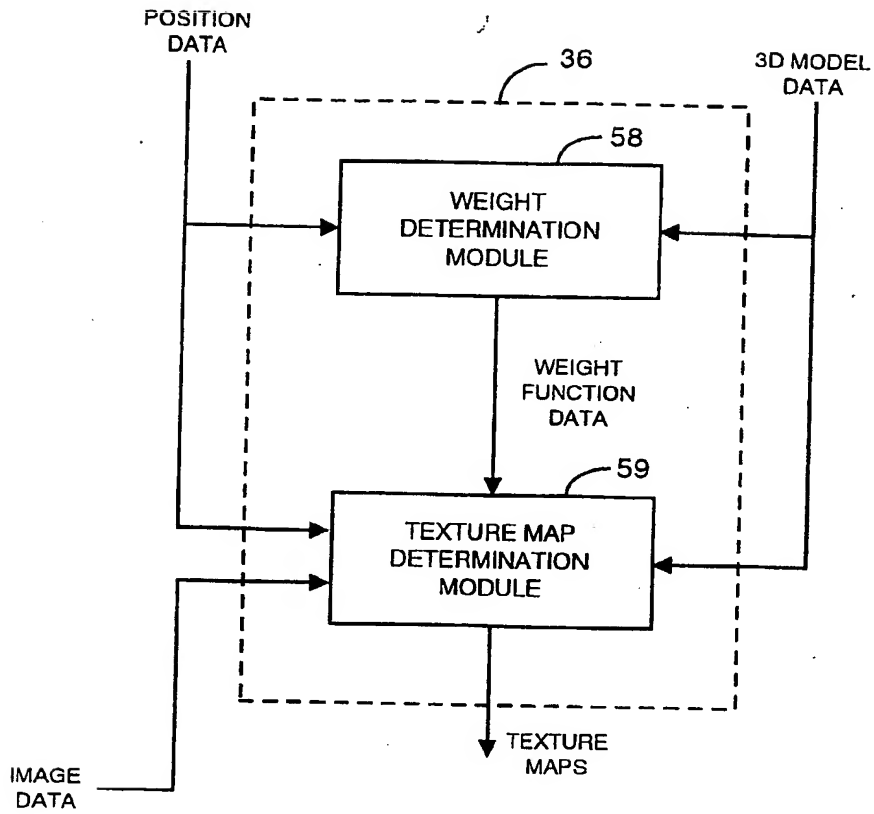 POSITION
DATA
36
3D MODEL
DATA
58
WEIGHT
DETERMINATION
MODULE
WEIGHT
FUNCTION
DATA
59
TEXTURE MAP
DETERMINATION
MODULE
TEXTURE
MAPS
IMAGE
DATA